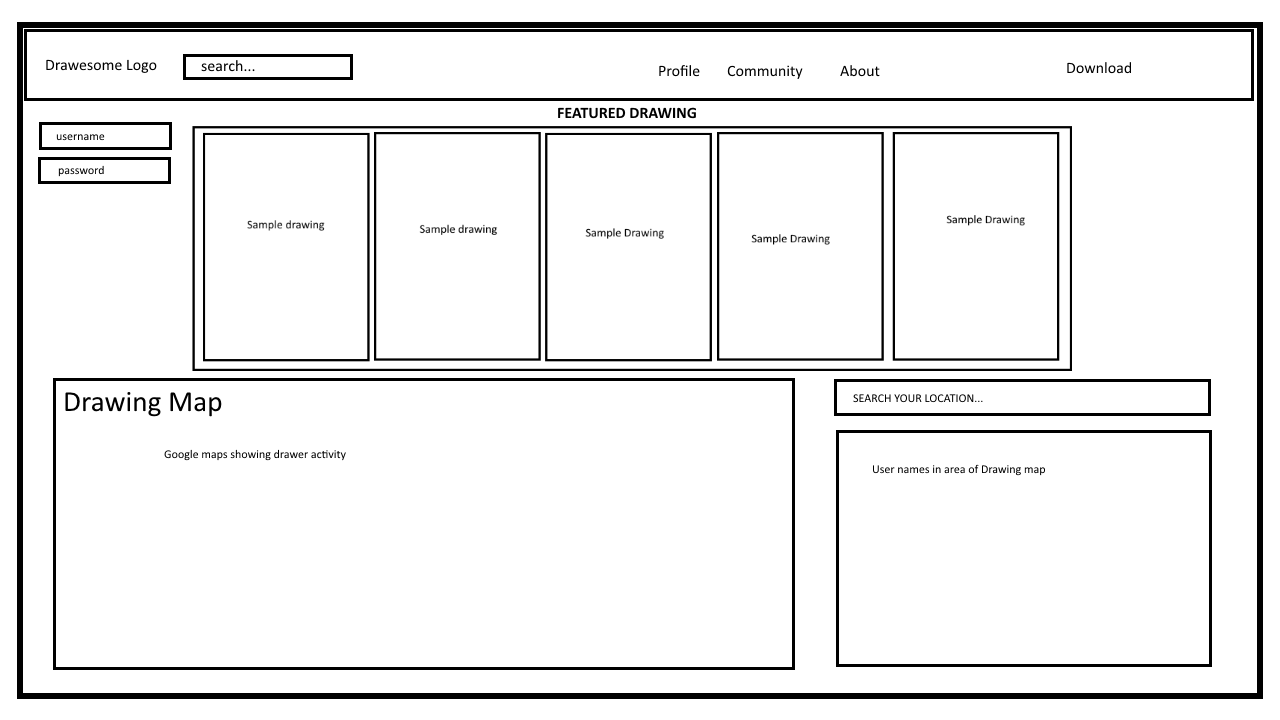 Drawesome Logo
search...
Profile
Community
About
Download
FEATURED DRAWING
username
password
Sample drawing
Sample drawing
Sample Drawing
Sample Drawing
Sample Drawing
Drawing Map
Google maps showing drawer activity
SEARCH YOUR LOCATION...
User names in area of Drawing map